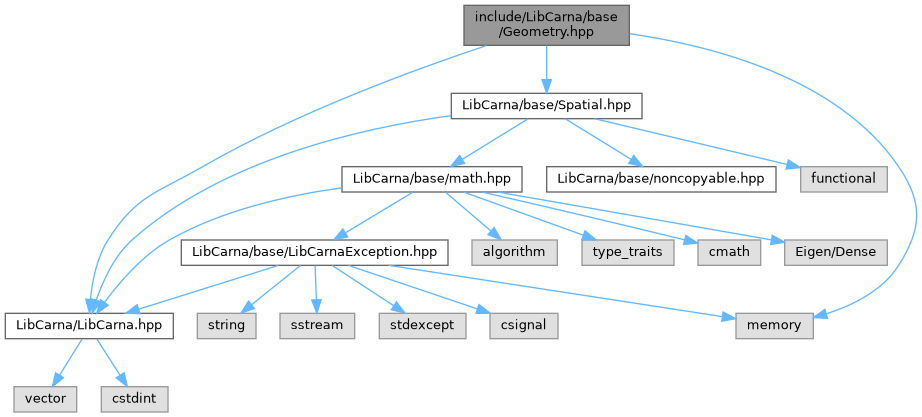 include/LibCarna/base
/Geometry.hpp
LibCarna/base/Spatial.hpp
LibCarna/base/math.hpp
LibCarna/base/noncopyable.hpp
functional
LibCarna/base/LibCarnaException.hpp
algorithm
type_traits
cmath
Eigen/Dense
LibCarna/LibCarna.hpp
string
sstream
stdexcept
csignal
memory
vector
cstdint